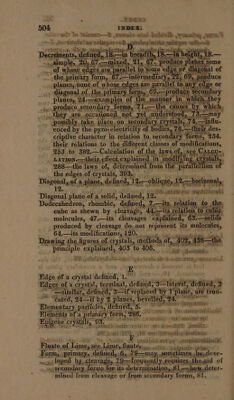 504 INDEX.
D
Decrements, defined, 18.—in breadth, 18.—in height, 18.—
simple, 20, 67—mixed, 21, 67, produce planes some
of whose edges are parallel to some edge or diagonal of
the primary form, 67.—intermediary, 22, 69, produce
planes, none of whose edges are parallel to any edge or
diagonal of the primary form, 69.—produce secondary
planes, 24.—examples of the manner in which they
produce secondary forms, 71.—the causes by which
they are occasioned not yet understood, 73.—may
possibly take place on secondary crystals, 78.—influ-
enced by the pyro-electricity of bodies, 76.—their des-
criptive character in relation to secondary forms, 234.
their relations to the different classes of modifications,
253 to 382.—Calculation of the laws of, see CALCU-
LATION.—their effect explained in modifying crystals,
288.—the laws of, determined from the parallelism of
the edges of crystals, 393.
Diagonal, of a plane, defined, 12.—oblique, 12.—horizontal,
12.
Diagonal plane of a solid, defined, 12.
Dodecahedron, rhombic, defined, 7.—its relation to the
cube as shewn by cleavage, 44.—its relation to cubic
molecules, 47.—its cleavages explained, 63.—solids
produced by cleavage do not represent its molecules,
64.—its modifications, 120.
Drawing the figures of crystals, methods of, 402, 438—the
principle explained, 403 to 405.
E
Edge of a crystal defined, 1.
Edges of a crystal, terminal, defined, 3—lateral, defined, 3
—similar, defined, 3—if replaced by 1 plane, are trun-
cated, 24—if by 2 planes, bevelled, 24.
Elementary particles, defined, 5.
Elements of a primary form, 286.
Epigene crystals, 93.
F
Fluate of Lime, see Lime, fluate.
Form, primary, defined, 6, 79—may sometimes be deve-
loped by cleavage, 79—frequently requires the aid of
secondary forms for its determination, 81—how deter-
mined from cleavage or from secondary forms, 81.